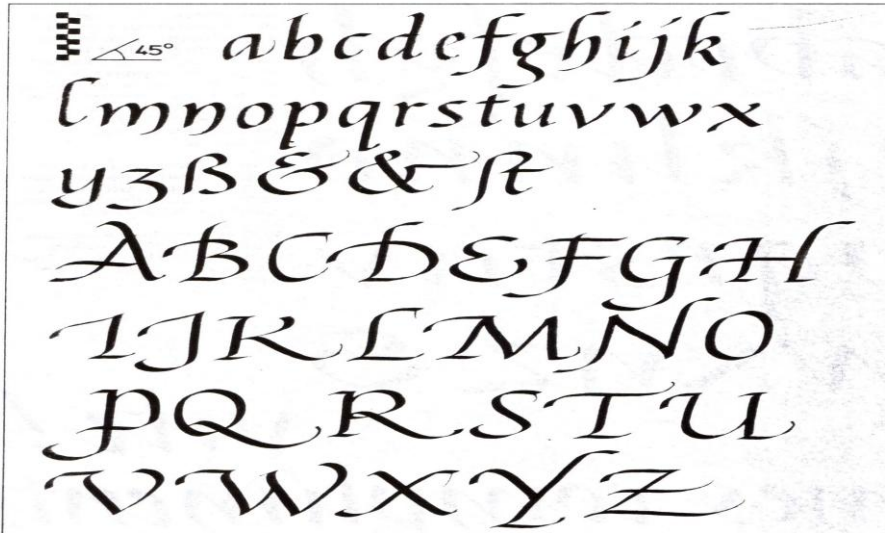 45° abcdefghijk
lmnopqrstuvwx
yzß&&ſt
ABCDEFGH
IJKLMNO
PQRSTU
VWXYZ